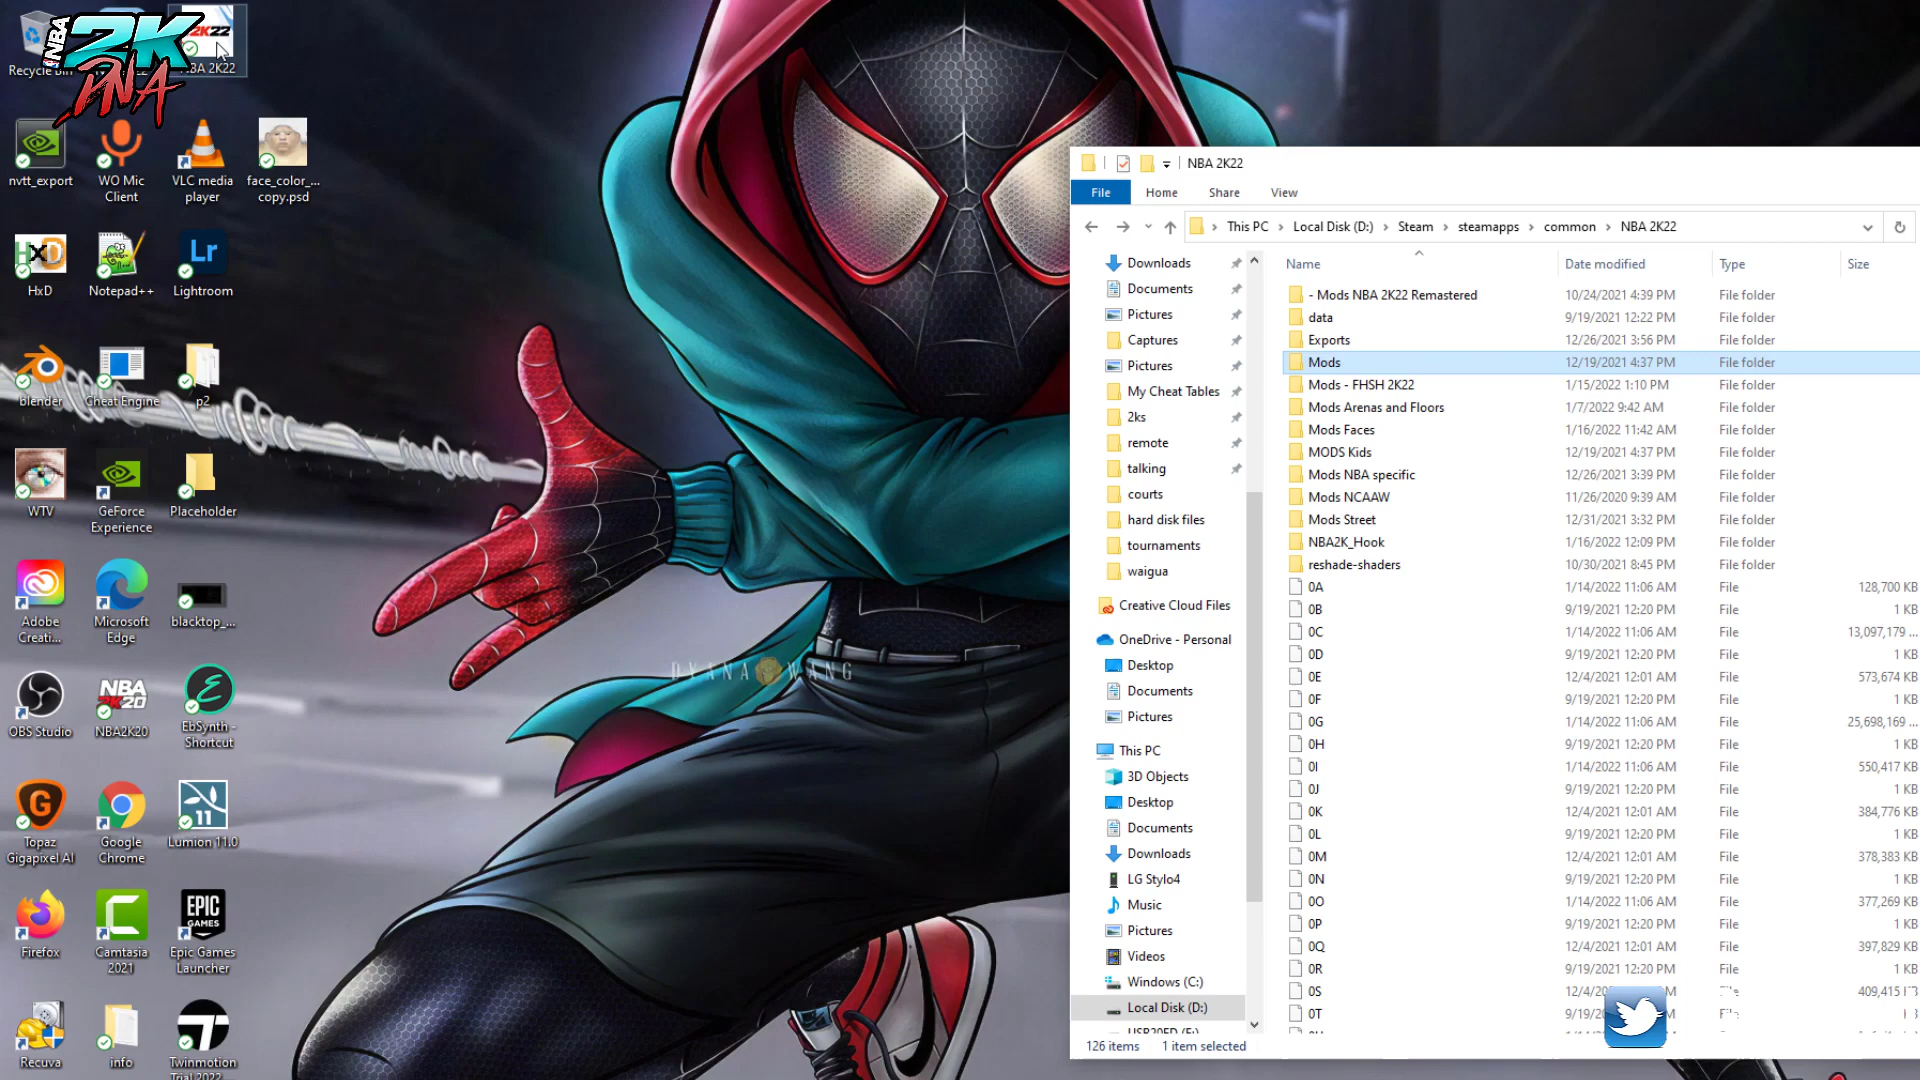 NBA 2K DNA
Recycle Bin
NBA 2K22
nvtt_export
WO Mic Client
VLC media player
face_color_... copy.psd
HxD
Notepad++
Lightroom
blender
Cheat Engine
p2
WTV
GeForce Experience
Placeholder
Adobe Creati...
Microsoft Edge
blacktop_...
OBS Studio
NBA2K20
EbSynth - Shortcut
Topaz Gigapixel AI
Google Chrome
Lumion 11.0
Firefox
Camtasia 2021
Epic Games Launcher
Recuva
info
Twinmotion Trial 2022 ...
DYANA WANG
NBA 2K22
File Home Share View
This PC > Local Disk (D:) > Steam > steamapps > common > NBA 2K22
Downloads
Documents
Pictures
Captures
Pictures
My Cheat Tables
2ks
remote
talking
courts
hard disk files
tournaments
waigua
Creative Cloud Files
OneDrive - Personal
Desktop
Documents
Pictures
This PC
3D Objects
Desktop
Documents
Downloads
LG Stylo4
Music
Pictures
Videos
Windows (C:)
Local Disk (D:)
Name Date modified Type Size
- Mods NBA 2K22 Remastered 10/24/2021 4:39 PM File folder
data 9/19/2021 12:22 PM File folder
Exports 12/26/2021 3:56 PM File folder
Mods 12/19/2021 4:37 PM File folder
Mods - FHSH 2K22 1/15/2022 1:10 PM File folder
Mods Arenas and Floors 1/7/2022 9:42 AM File folder
Mods Faces 1/16/2022 11:42 AM File folder
MODS Kids 12/19/2021 4:37 PM File folder
Mods NBA specific 12/26/2021 3:39 PM File folder
Mods NCAAW 11/26/2020 9:39 AM File folder
Mods Street 12/31/2021 3:32 PM File folder
NBA2K_Hook 1/16/2022 12:09 PM File folder
reshade-shaders 10/30/2021 8:45 PM File folder
0A 1/14/2022 11:06 AM File 128,700 KB
0B 9/19/2021 12:20 PM File 1 KB
0C 1/14/2022 11:06 AM File 13,097,179 ...
0D 9/19/2021 12:20 PM File 1 KB
0E 12/4/2021 12:01 AM File 573,674 KB
0F 9/19/2021 12:20 PM File 1 KB
0G 1/14/2022 11:06 AM File 25,698,169 ...
0H 9/19/2021 12:20 PM File 1 KB
0I 1/14/2022 11:06 AM File 550,417 KB
0J 9/19/2021 12:20 PM File 1 KB
0K 12/4/2021 12:01 AM File 384,776 KB
0L 9/19/2021 12:20 PM File 1 KB
0M 12/4/2021 12:01 AM File 378,383 KB
0N 9/19/2021 12:20 PM File 1 KB
0O 1/14/2022 11:06 AM File 377,269 KB
0P 9/19/2021 12:20 PM File 1 KB
0Q 12/4/2021 12:01 AM File 397,829 KB
0R 9/19/2021 12:20 PM File 1 KB
0S
0T
126 items 1 item selected